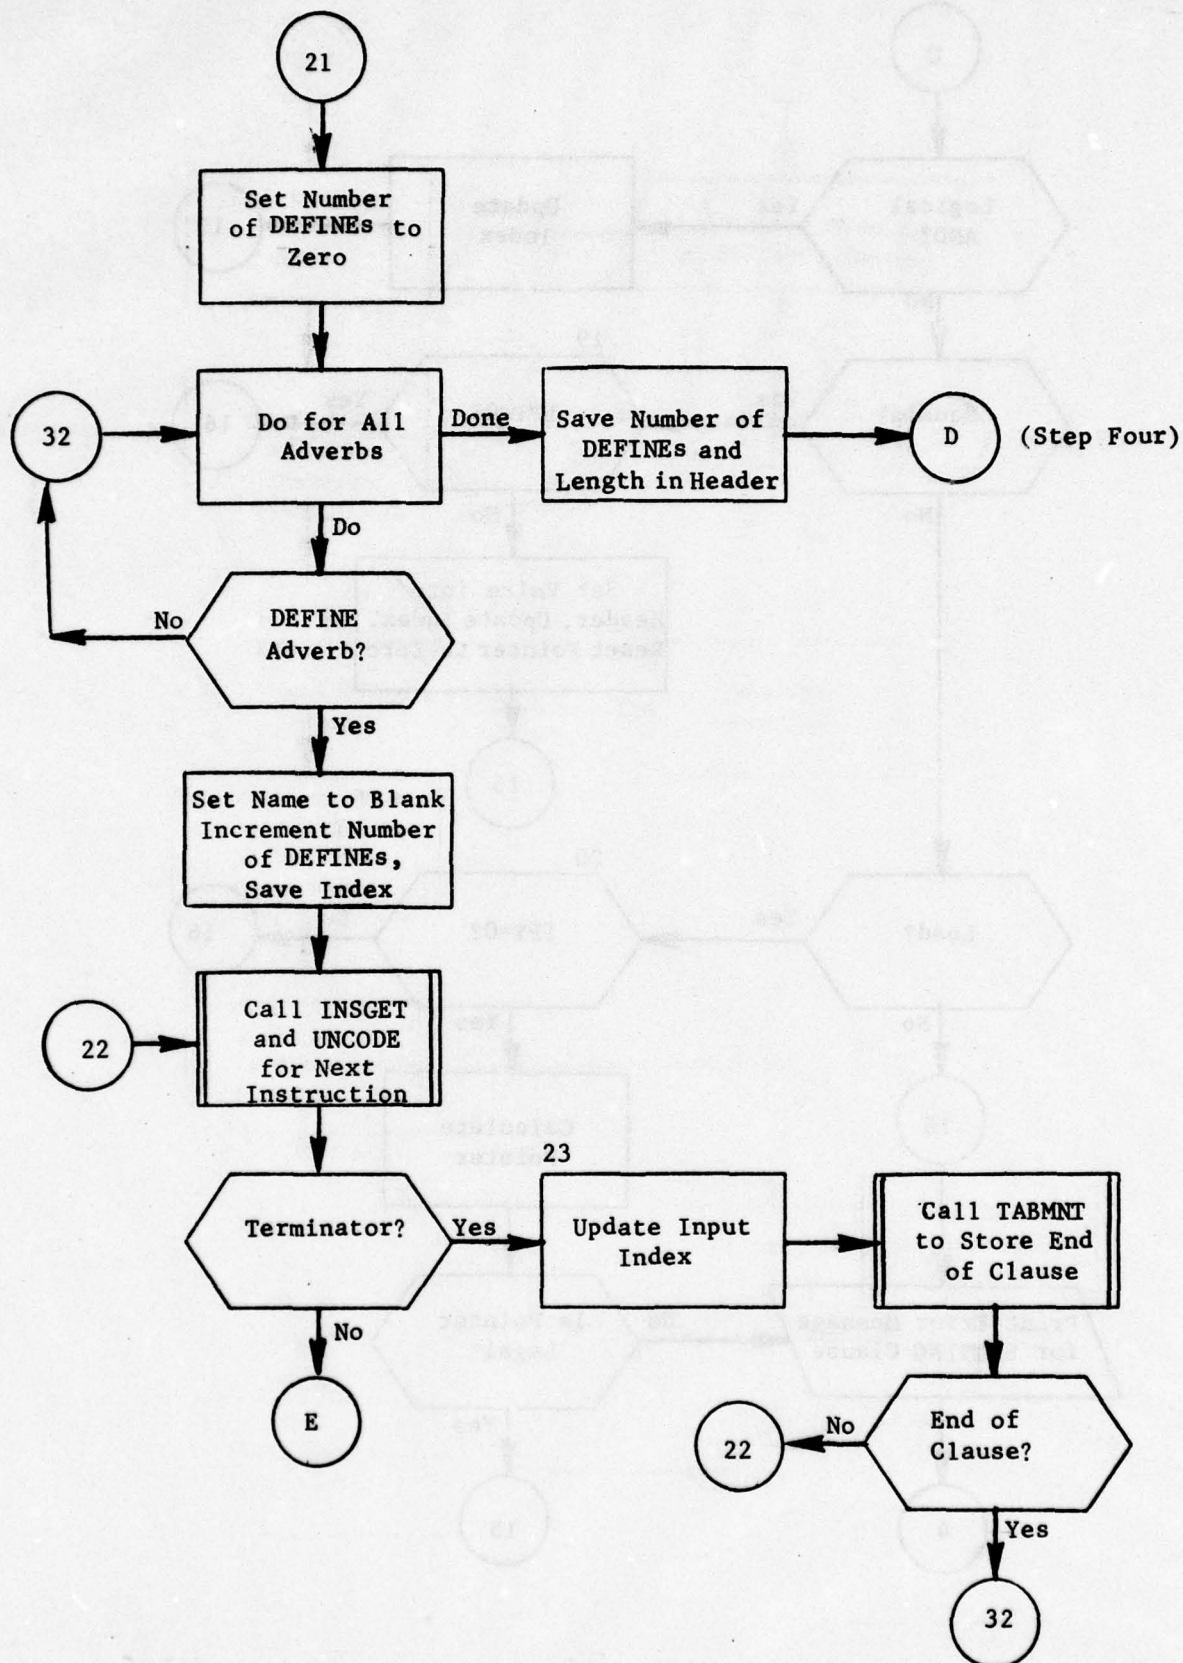 21
Set Number
of DEFINEs to
Zero
32
Do for All
Adverbs
Done
Save Number of
DEFINEs and
Length in Header
D
(Step Four)
Do
No
DEFINE
Adverb?
Yes
Set Name to Blank
Increment Number
of DEFINEs,
Save Index
22
Call INSGET
and UNCODE
for Next
Instruction
Terminator?
Yes
23
Update Input
Index
Call TABMNT
to Store End
of Clause
No
E
22
No
End of
Clause?
Yes
32